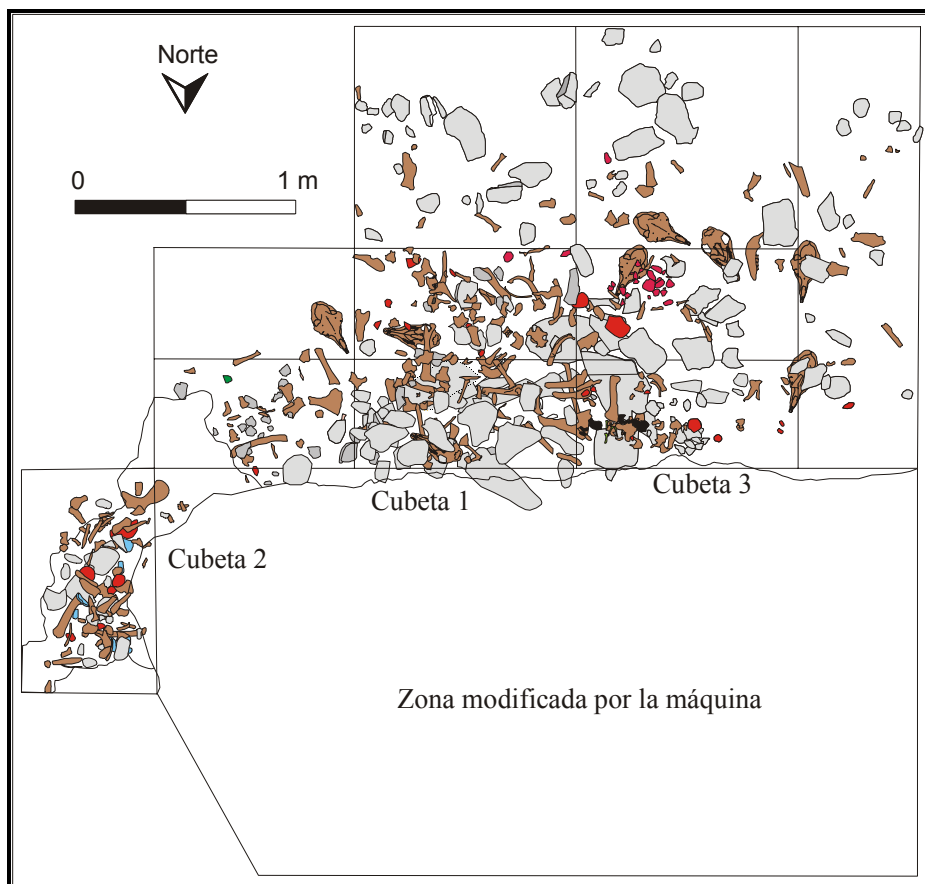 Norte
0 1 m
Cubeta 1
Cubeta 3
Cubeta 2
Zona modificada por la máquina